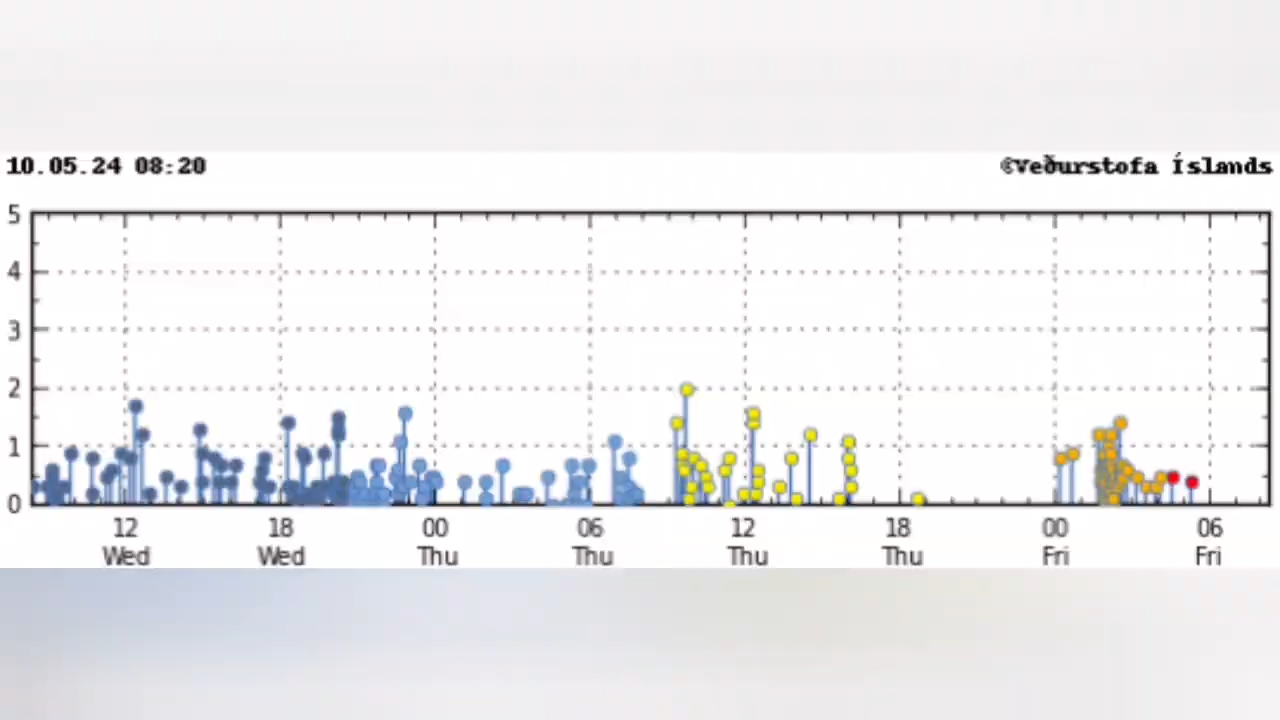 10.05.24 08:20 ©Veðurstofa Íslands
5
4
3
2
1
0
12 18 00 06 12 18 00 06
Wed Wed Thu Thu Thu Thu Fri Fri